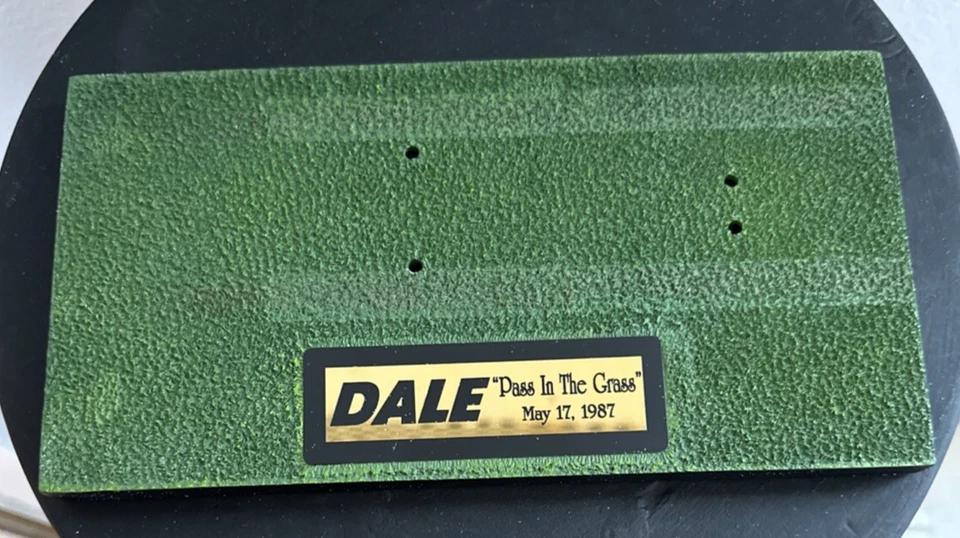 DALE "Pass In The Grass"
May 17, 1987